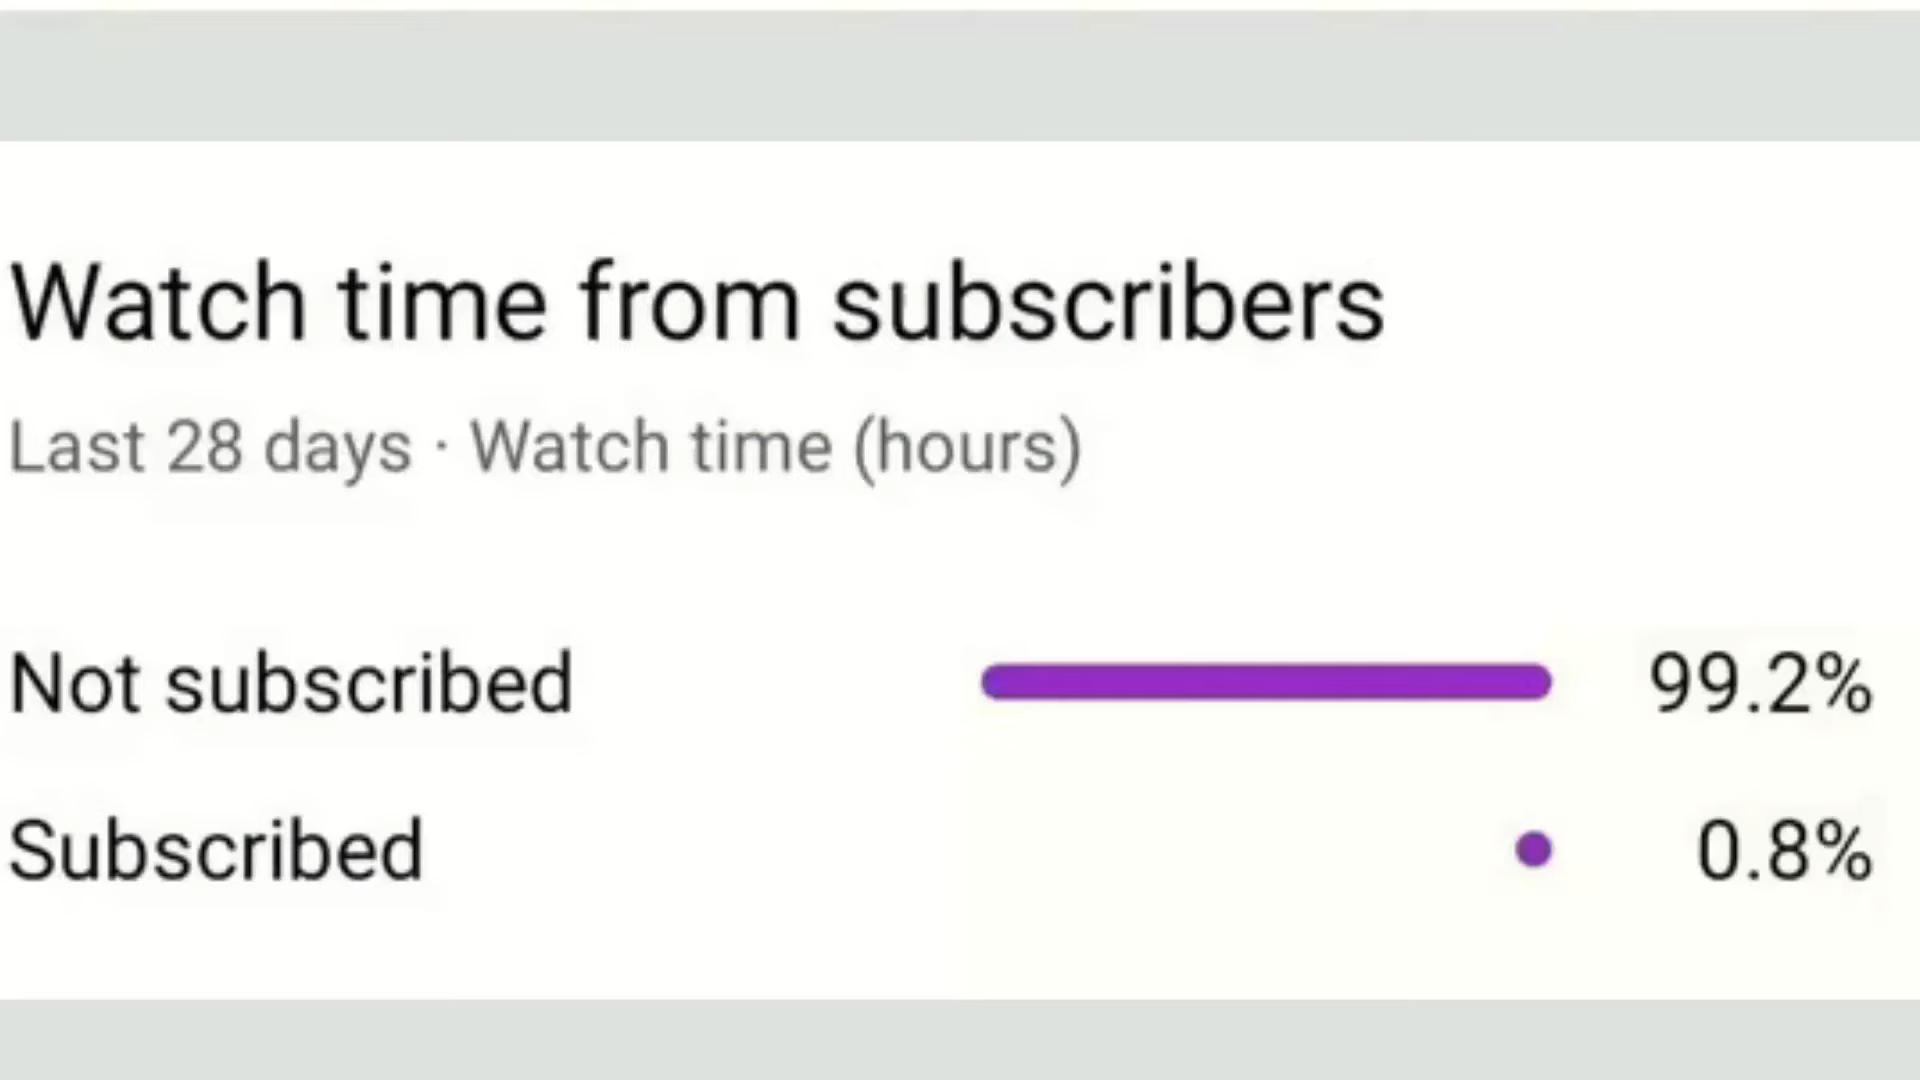 Watch time from subscribers
Last 28 days · Watch time (hours)
Not subscribed 99.2%
Subscribed 0.8%